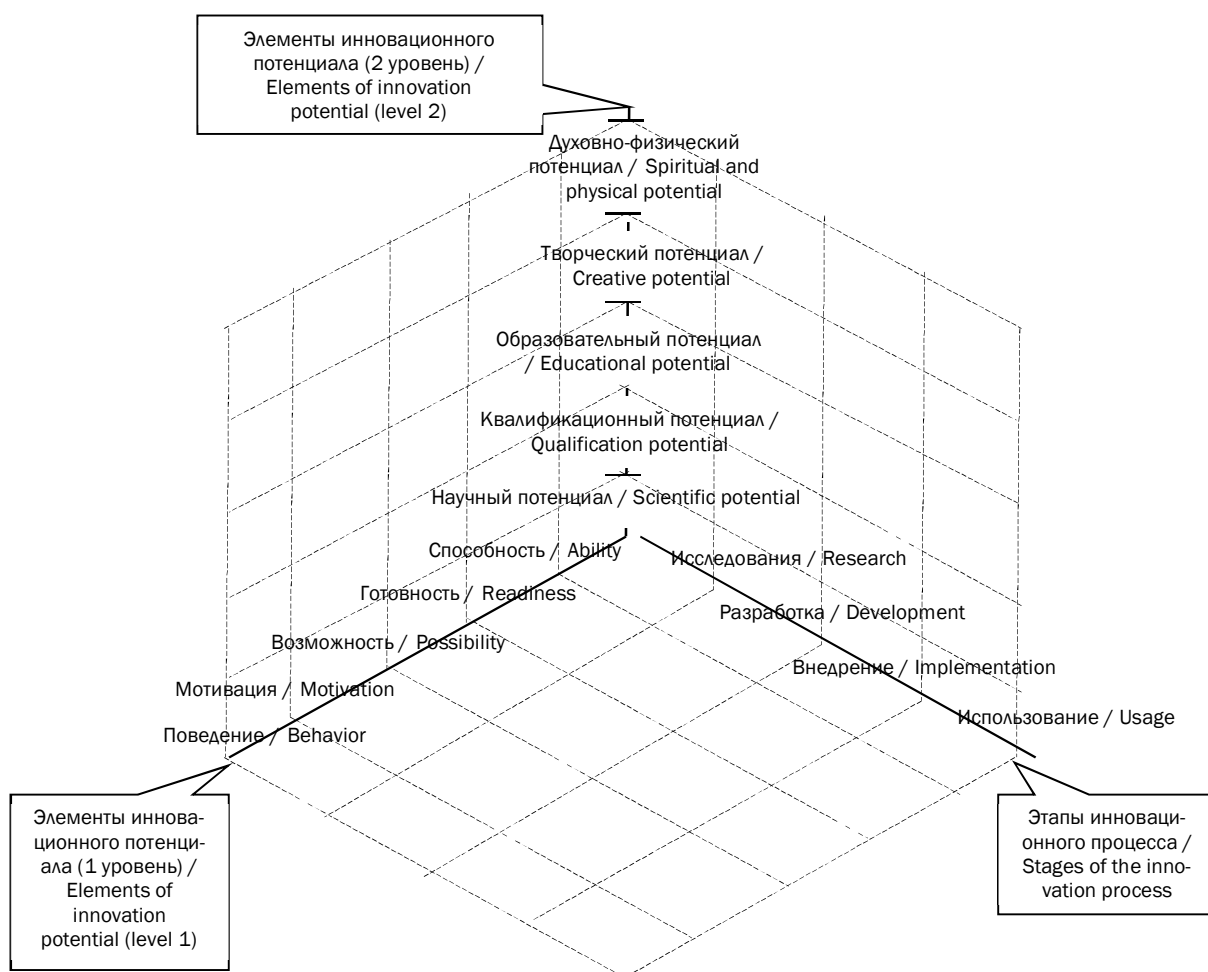 Элементы инновационного
потенциала (2 уровень) /
Elements of innovation
potential (level 2)
Духовно-физический
потенциал / Spiritual and
physical potential
Творческий потенциал /
Creative potential
Образовательный потенциал
/ Educational potential
Квалификационный потенциал /
Qualification potential
Научный потенциал / Scientific potential
Способность / Ability
Исследования / Research
Готовность / Readiness
Разработка / Development
Возможность / Possibility
Внедрение / Implementation
Мотивация / Motivation
Использование / Usage
Поведение / Behavior
Элементы иннова-
ционного потенци-
ала (1 уровень) /
Elements of
innovation
potential (level 1)
Этапы инноваци-
онного процесса /
Stages of the inno-
vation process